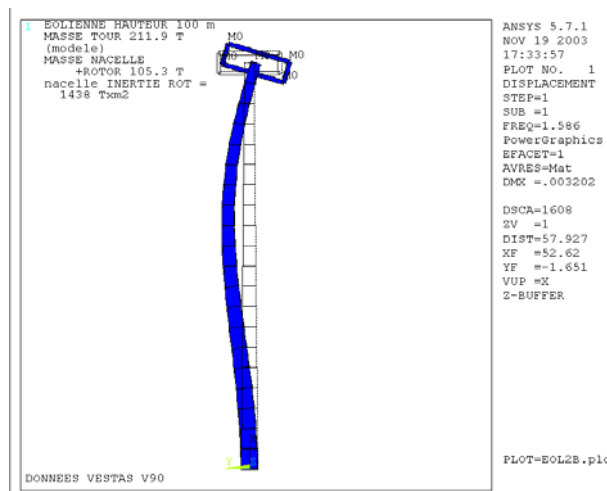 1 EOLIENNE HAUTEUR 100 m
MASSE TOUR 211.9 T
(modele)
MASSE NACELLE
+ROTOR 105.3 T
nacelle INERTIE ROT =
1438 Txm2
M0
M0
M0
M0
Y
DONNEES VESTAS V90
ANSYS 5.7.1
NOV 19 2003
17:33:57
PLOT NO. 1
DISPLACEMENT
STEP=1
SUB =1
FREQ=1.586
PowerGraphics
EFACET=1
AVRES=Mat
DMX =.003202
DSCA=1608
ZV =1
DIST=57.927
XF =52.62
YF =-1.651
VUP =X
Z-BUFFER
PLOT=EOL2B.plo